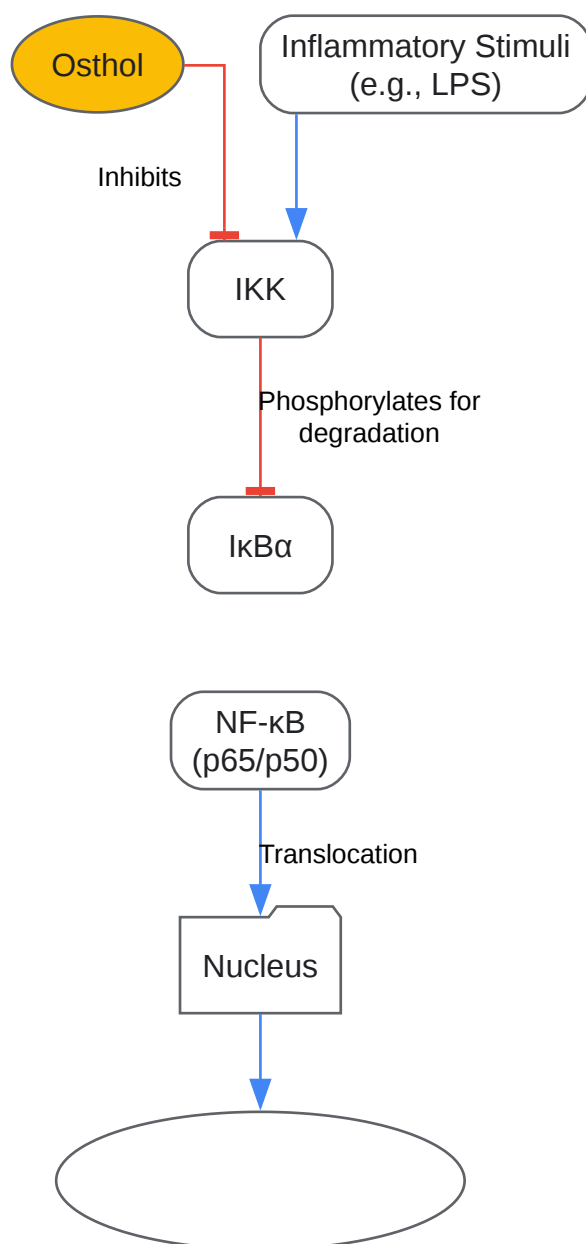 Osthol
Inflammatory Stimuli
(e.g., LPS)
Inhibits
IKK
Phosphorylates for
degradation
IκBα
NF-κB
(p65/p50)
Translocation
Nucleus